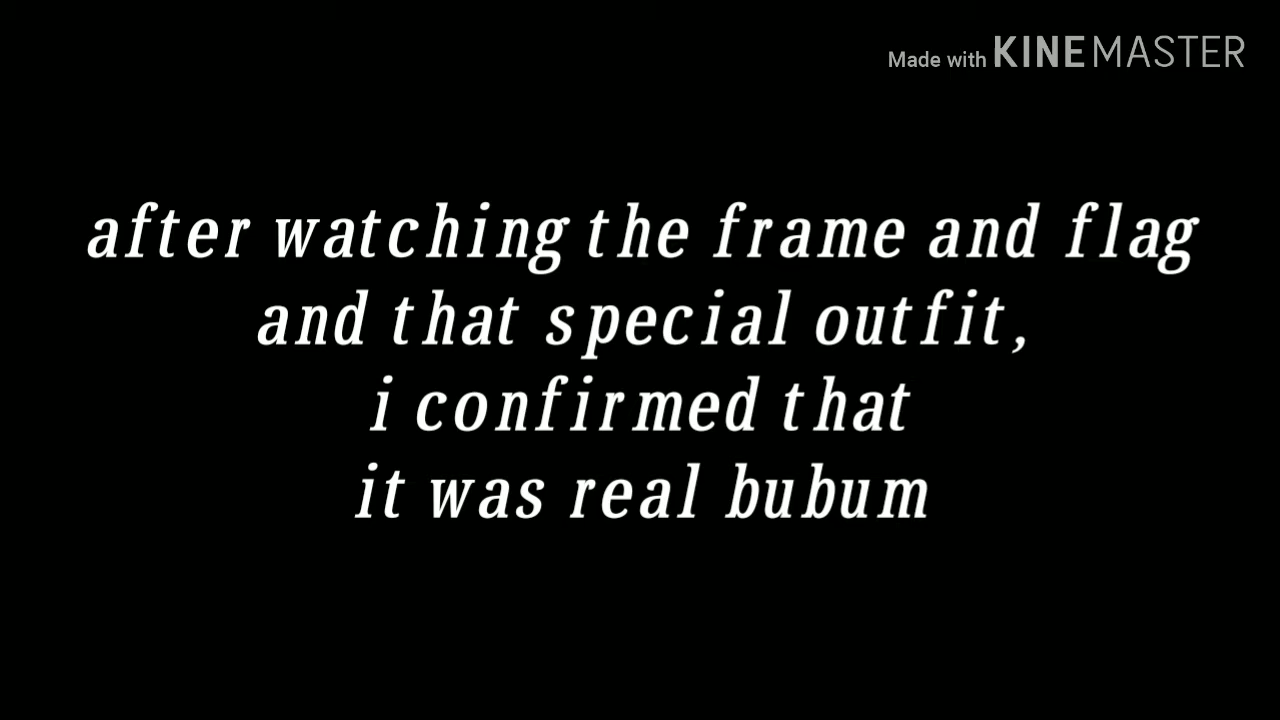 Made with KINEMASTER
after watching the frame and flag
and that special outfit,
i confirmed that
it was real bubum